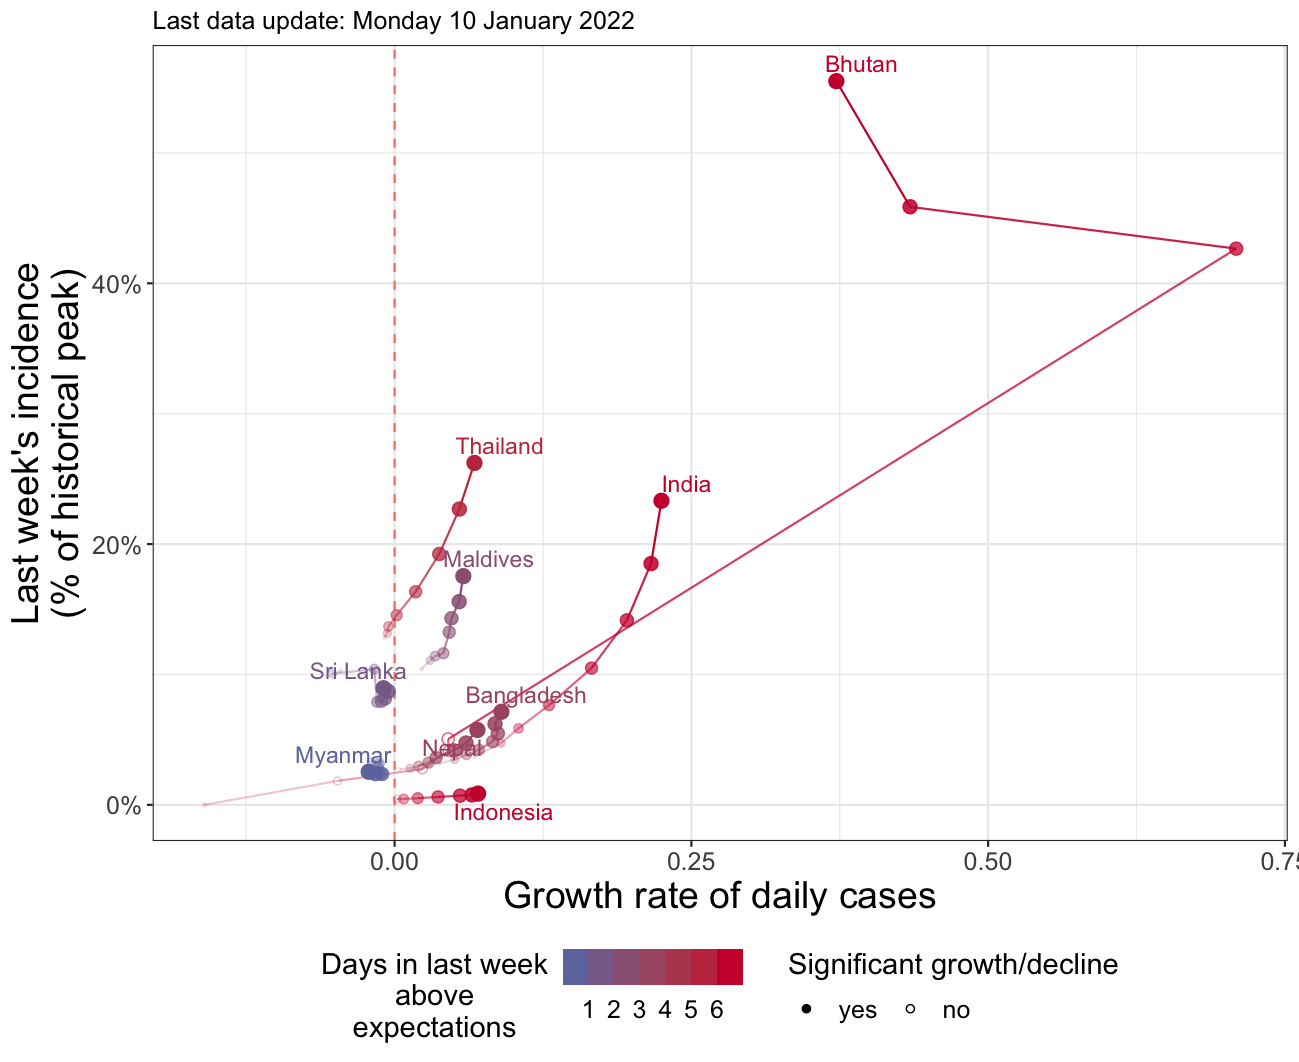 Last data update: Monday 10 January 2022
Bhutan
Last week's incidence
(% of historical peak)
40%
Thailand
India
20%
Maldives
Sri Lanka
Bangladesh
Nepal
Myanmar
0%
Indonesia
0.00
0.25
0.50
0.75
Growth rate of daily cases
Days in last week
above
expectations
1 2 3 4 5 6
Significant growth/decline
yes
no